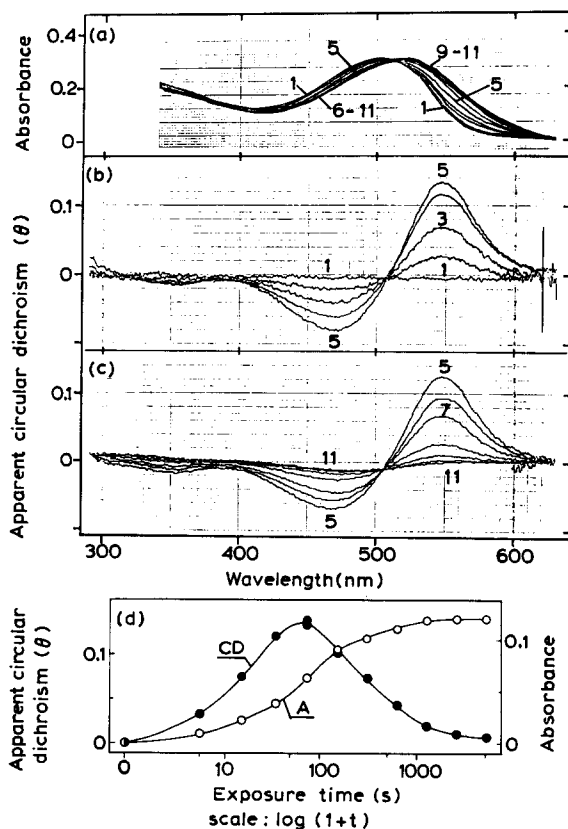 (a)
Absorbance
0.4
0.2
0
5
9-11
1
6-11
5
1
(b)
Apparent circular dichroism (θ)
0.1
0
5
3
1
1
5
(c)
0.1
0
5
7
11
11
5
300 400 500 600
Wavelength(nm)
(d)
Apparent circular
dichroism (θ)
0.1
0
CD
A
0.1
0
Absorbance
0 10 100 1000
Exposure time (s)
scale: log (1+t)